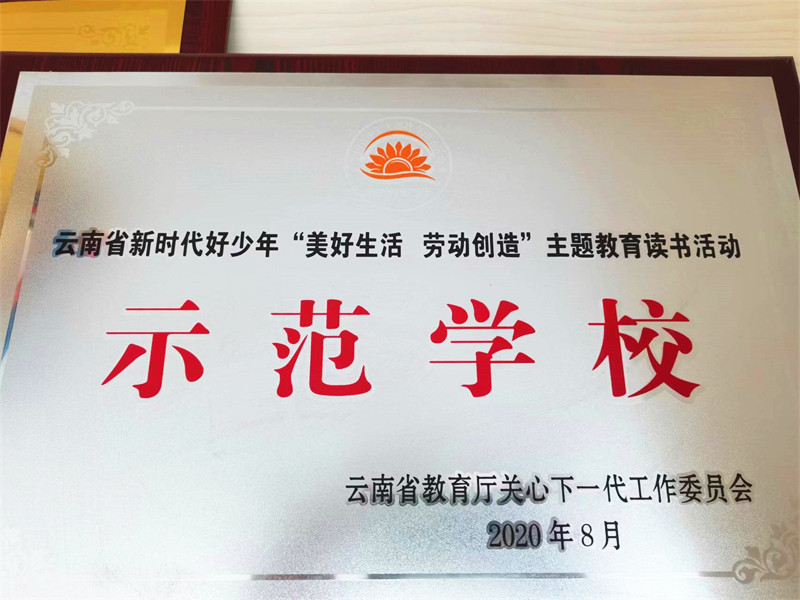 云南省新时代好少年“美好生活 劳动创造”主题教育读书活动
示范学校
云南省教育厅关心下一代工作委员会
2020年8月